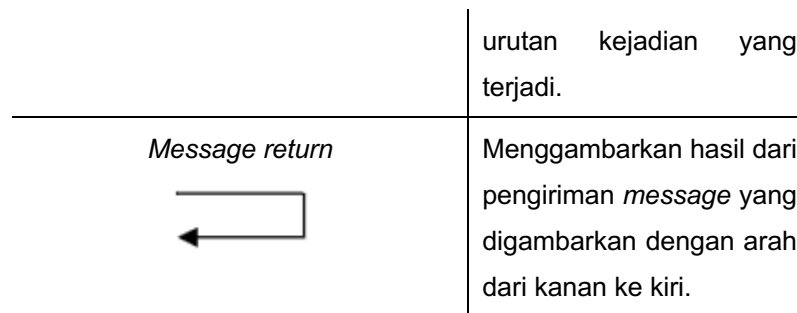 urutan kejadian yang
terjadi.
Message return
Menggambarkan hasil dari
pengiriman message yang
digambarkan dengan arah
dari kanan ke kiri.